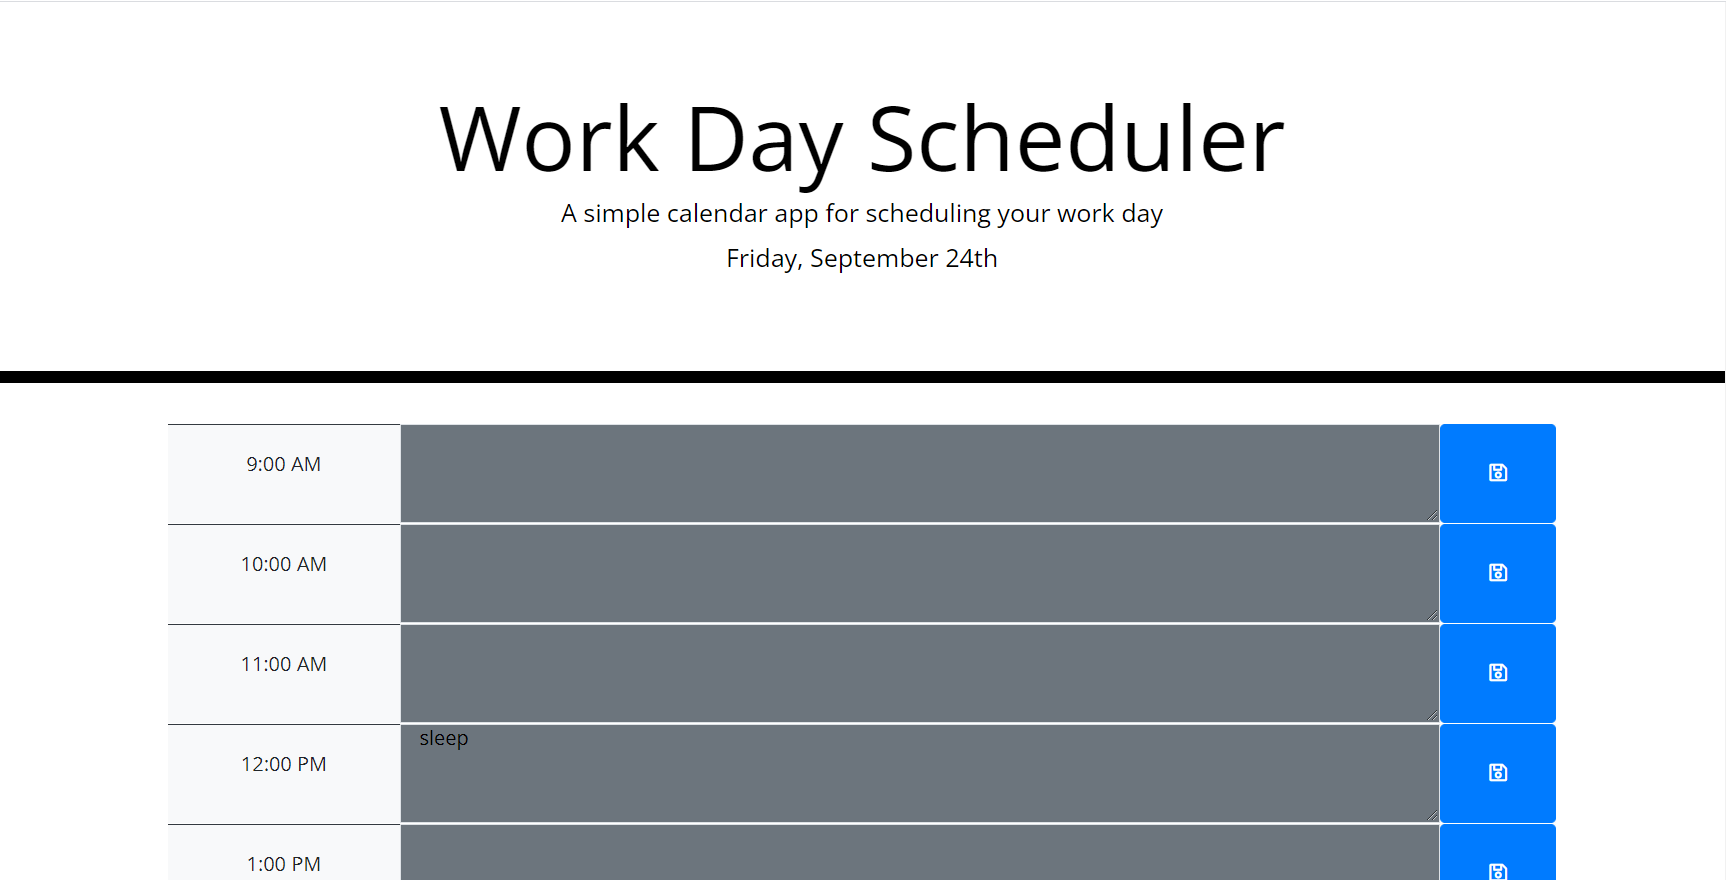 Work Day Scheduler
A simple calendar app for scheduling your work day
Friday, September 24th
9:00 AM
10:00 AM
11:00 AM
12:00 PM
sleep
1:00 PM